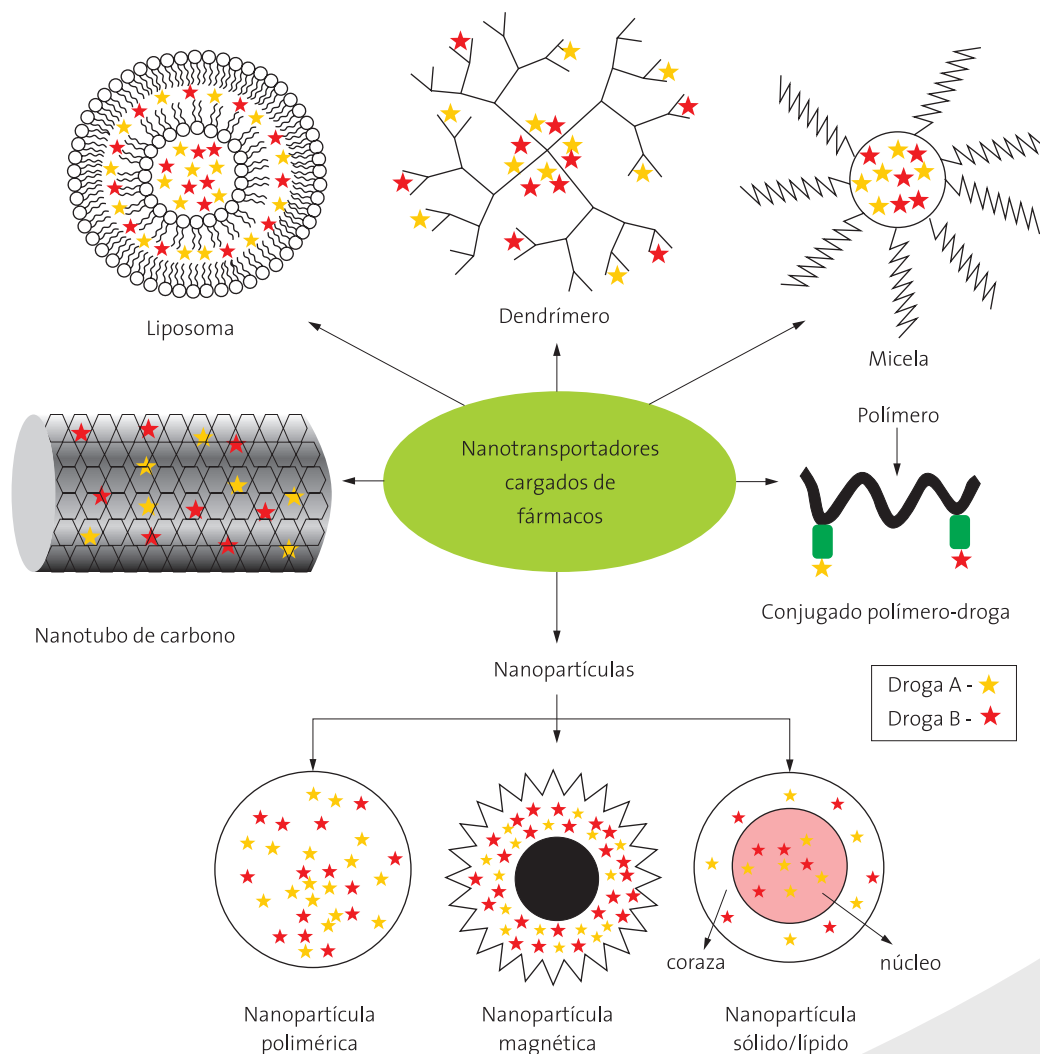 Liposoma
Dendrímero
Micela
Nanotransportadores
cargados de
fármacos
Polímero
Nanotubo de carbono
Conjugado polímero-droga
Nanopartículas
Droga A -
Droga B -
coraza
núcleo
Nanopartícula
polimérica
Nanopartícula
magnética
Nanopartícula
sólido/lípido